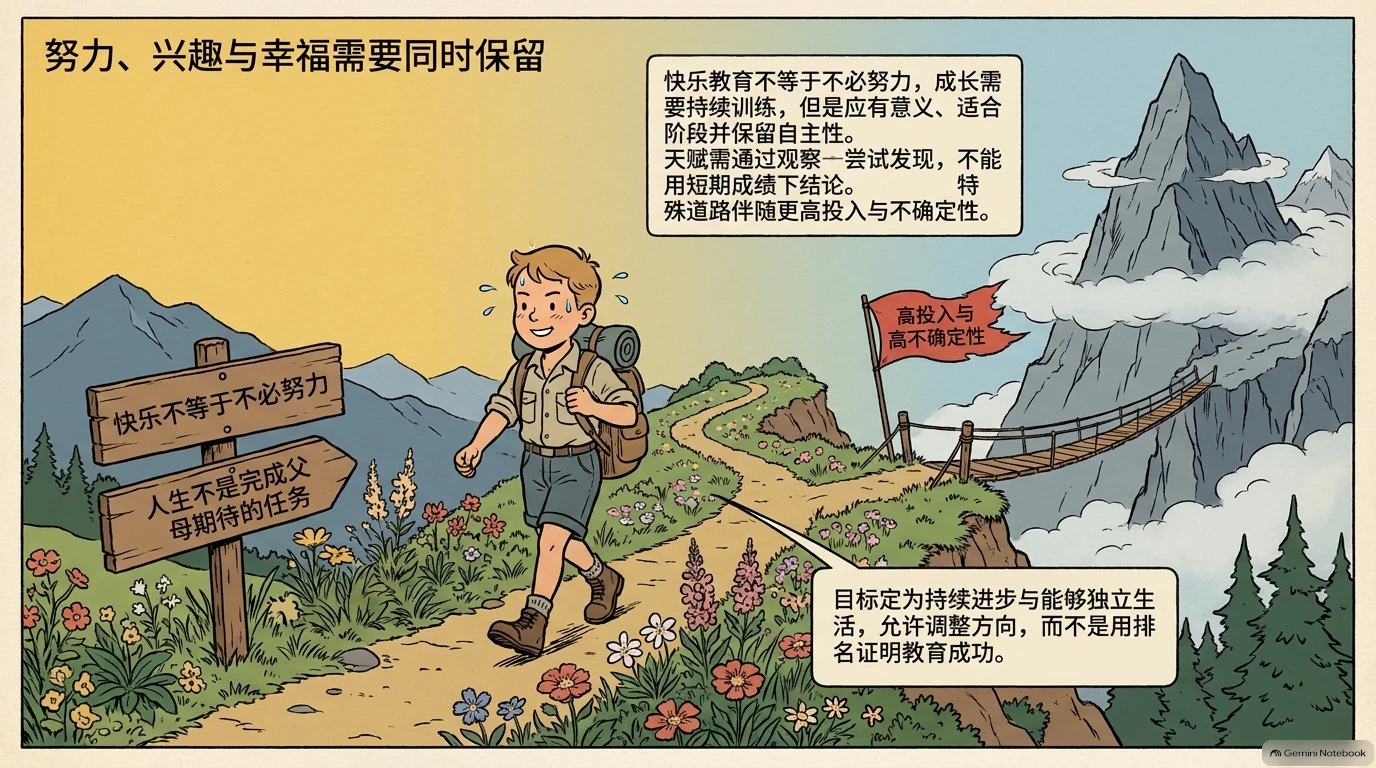 努力、兴趣与幸福需要同时保留
快乐教育不等于不必努力，成长需
要持续训练，但是应有意义、适合
阶段并保留自主性。
天赋需通过观察一尝试发现，不能
用短期成绩下结论。 特
殊道路伴随更高投入与不确定性。
高投入与
高不确定性
快乐不等于不必努力
人生不是完成父
母期待的任务
目标定为持续进步与能够独立生
活，允许调整方向，而不是用排
名证明教育成功。
Gemini Notebook